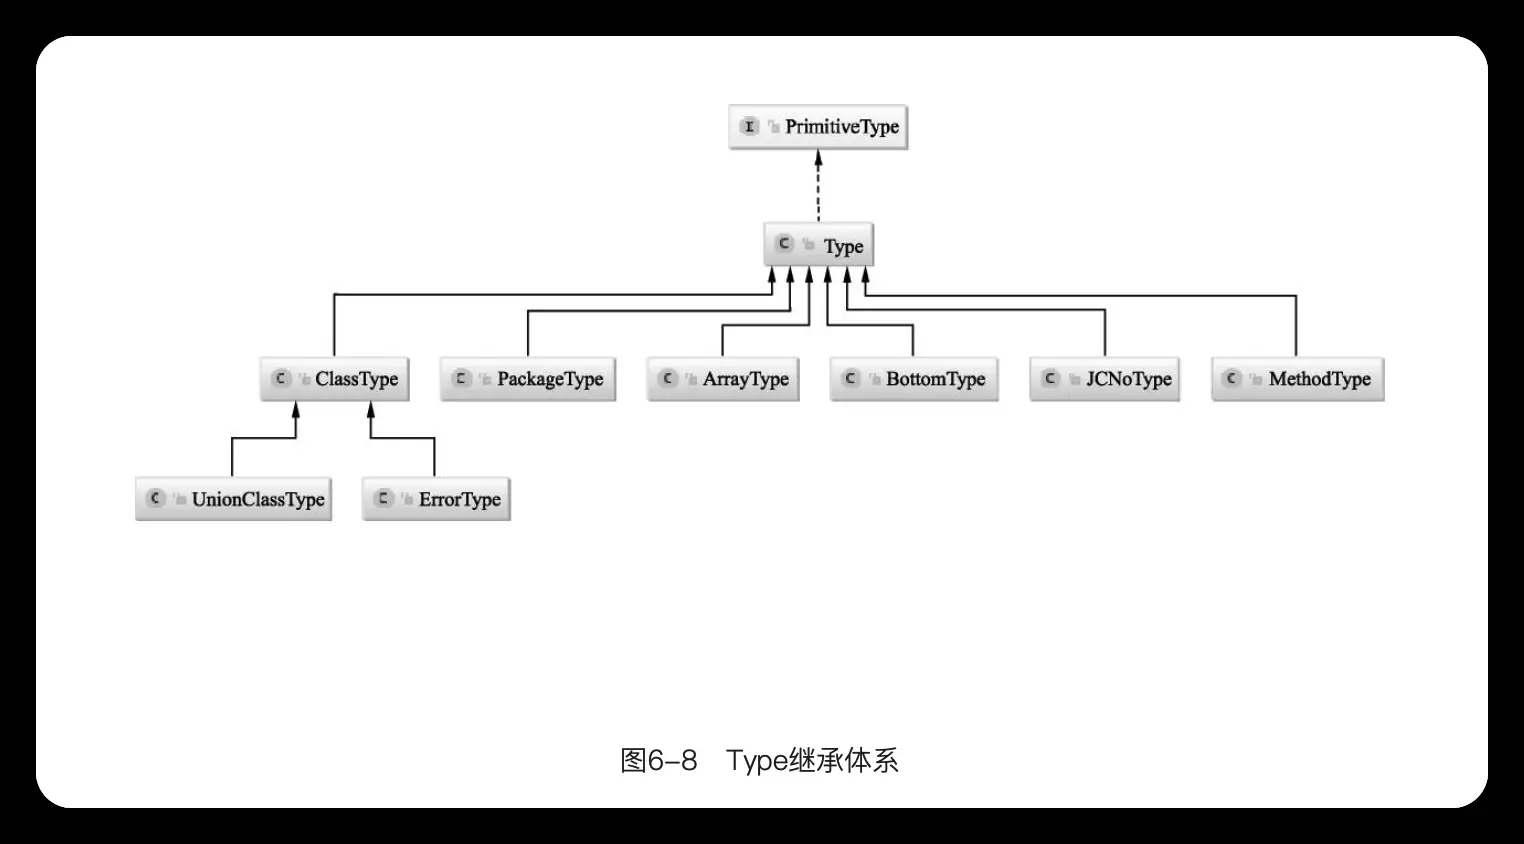 I PrimitiveType
C Type
C ClassType
C PackageType
C ArrayType
C BottomType
C JCNoType
C MethodType
C UnionClassType
C ErrorType
图6-8 Type继承体系